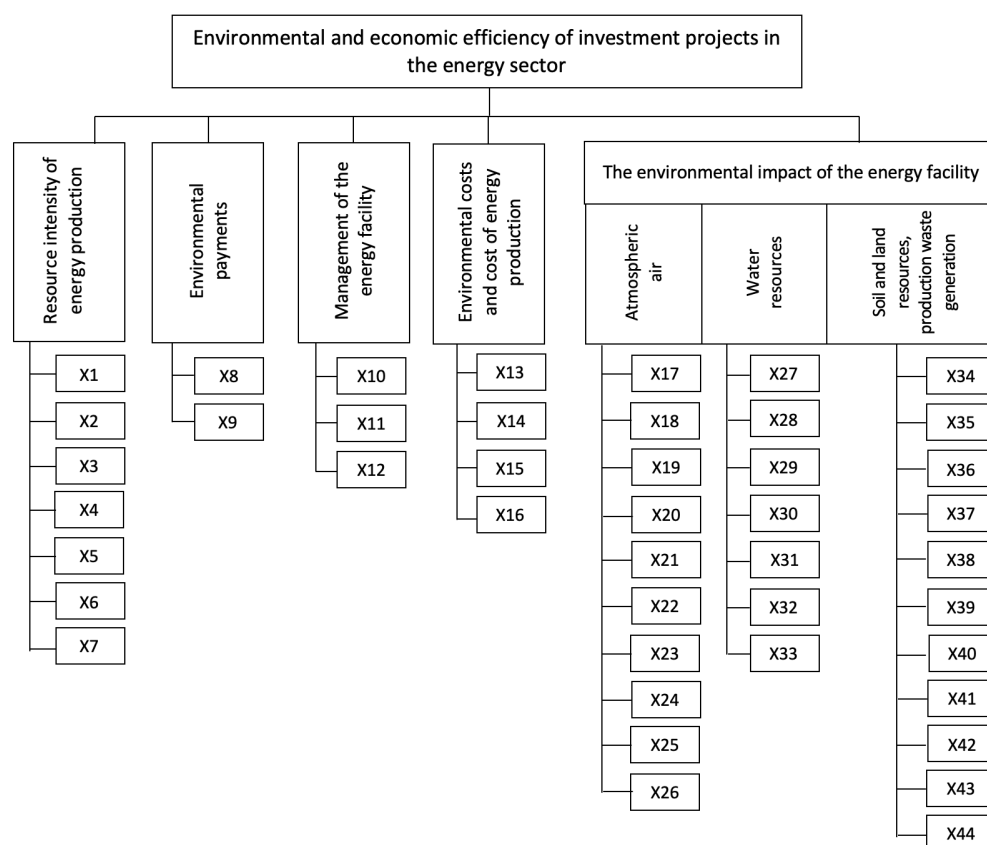 Environmental and economic efficiency of investment projects in
the energy sector
Resource intensity of
energy production
Environmental
payments
Management of the
energy facility
Environmental costs
and cost of energy
production
The environmental impact of the energy facility
Atmospheric
air
Water
resources
Soil and land
resources,
production waste
generation
X1
X2
X3
X4
X5
X6
X7
X8
X9
X10
X11
X12
X13
X14
X15
X16
X17
X18
X19
X20
X21
X22
X23
X24
X25
X26
X27
X28
X29
X30
X31
X32
X33
X34
X35
X36
X37
X38
X39
X40
X41
X42
X43
X44